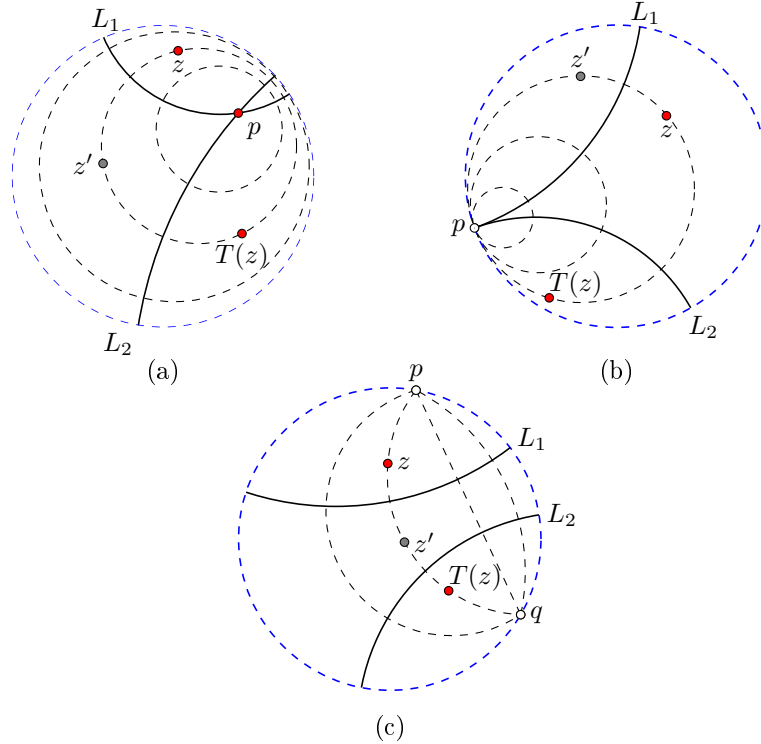 L₁
z
p
z′
T(z)
L₂
(a)
L₁
z′
z
p
T(z)
L₂
(b)
p
L₁
z
L₂
z′
T(z)
q
(c)